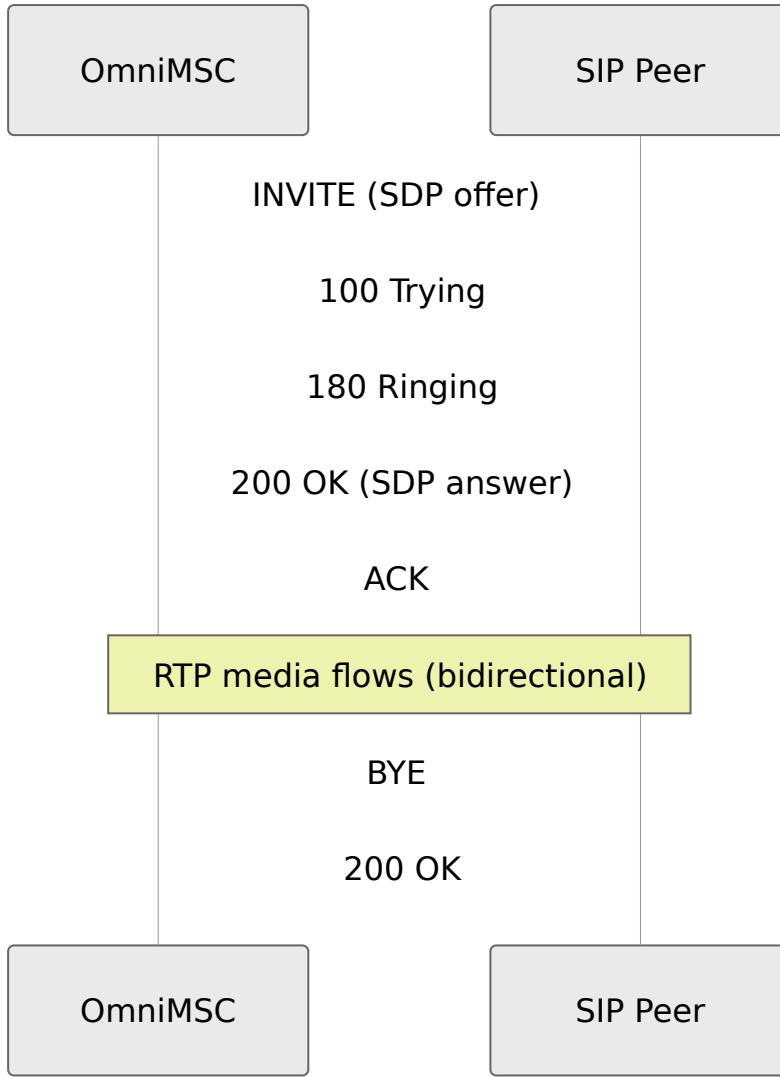 OmniMSC
SIP Peer
INVITE (SDP offer)
100 Trying
180 Ringing
200 OK (SDP answer)
ACK
RTP media flows (bidirectional)
BYE
200 OK
OmniMSC
SIP Peer